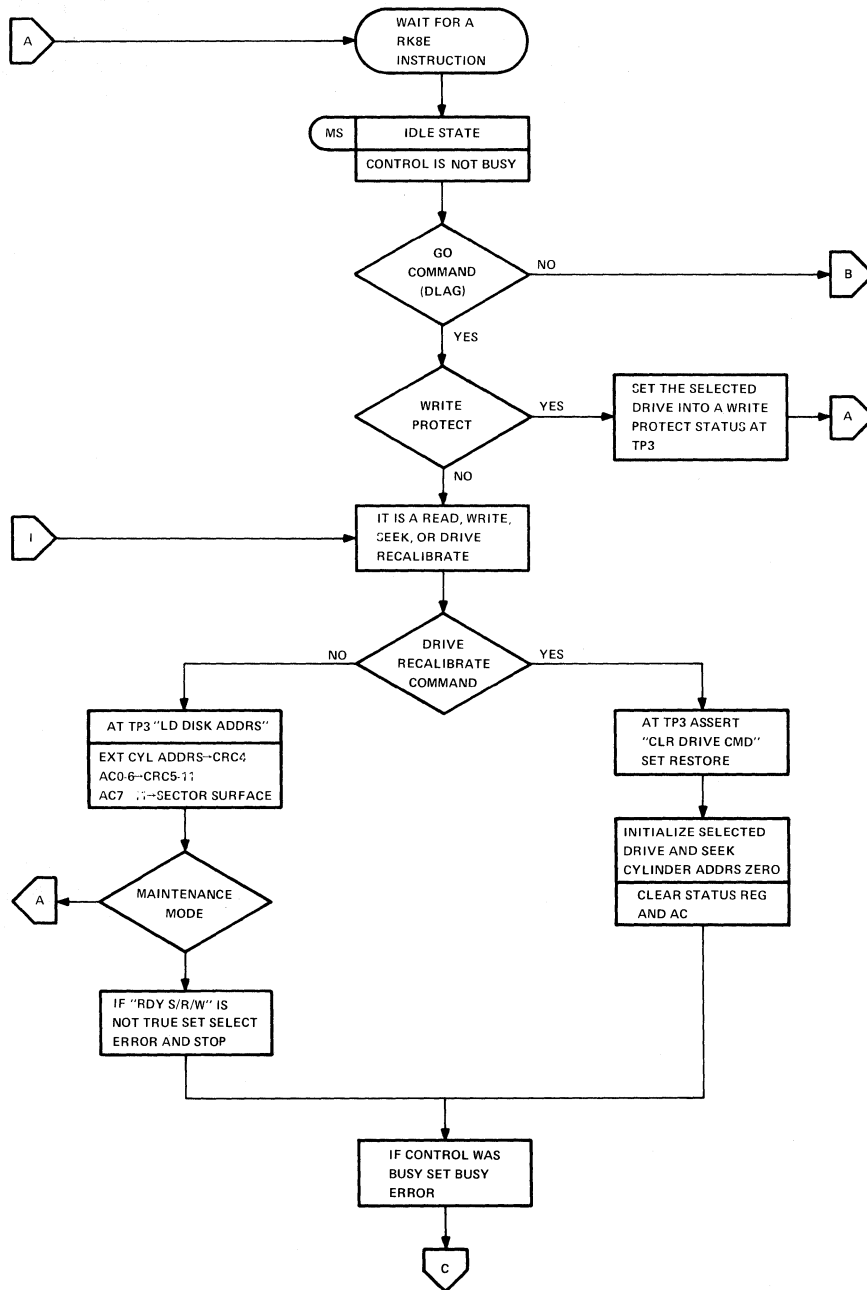 A
WAIT FOR A
RK8E
INSTRUCTION
MS
IDLE STATE
CONTROL IS NOT BUSY
GO
COMMAND
(DLAG)
NO
B
YES
WRITE
PROTECT
YES
SET THE SELECTED
DRIVE INTO A WRITE
PROTECT STATUS AT
TP3
A
NO
I
IT IS A READ, WRITE,
SEEK, OR DRIVE
RECALIBRATE
DRIVE
RECALIBRATE
COMMAND
NO
YES
AT TP3 "LD DISK ADDRS"
EXT CYL ADDRS→CRC4
AC0-6→CRC5-11
AC7 11→SECTOR SURFACE
AT TP3 ASSERT
"CLR DRIVE CMD"
SET RESTORE
INITIALIZE SELECTED
DRIVE AND SEEK
CYLINDER ADDRS ZERO
CLEAR STATUS REG
AND AC
A
MAINTENANCE
MODE
IF "RDY S/R/W" IS
NOT TRUE SET SELECT
ERROR AND STOP
IF CONTROL WAS
BUSY SET BUSY
ERROR
C